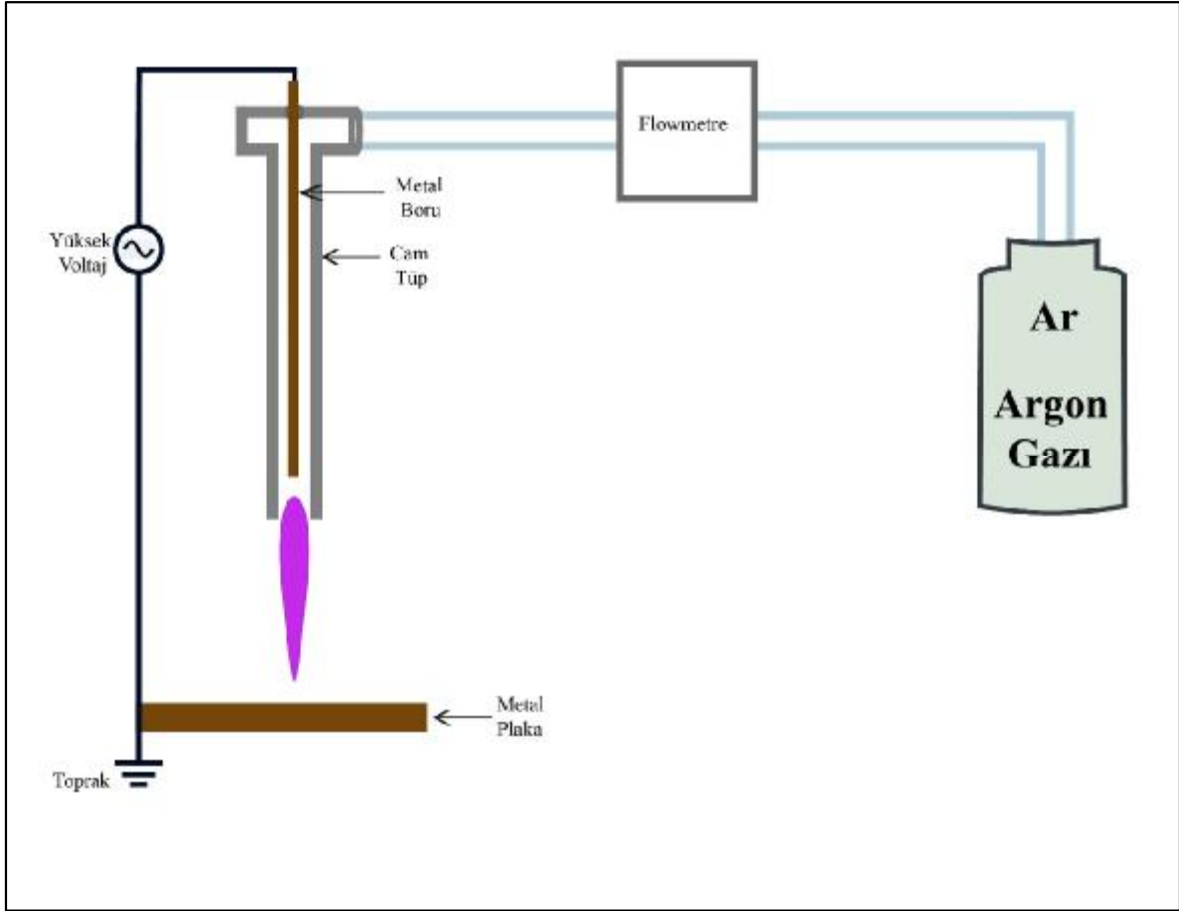 Flowmetre
Metal
Boru
Yüksek
Voltaj
Cam
Tüp
Ar
Argon
Gazı
Metal
Plaka
Toprak